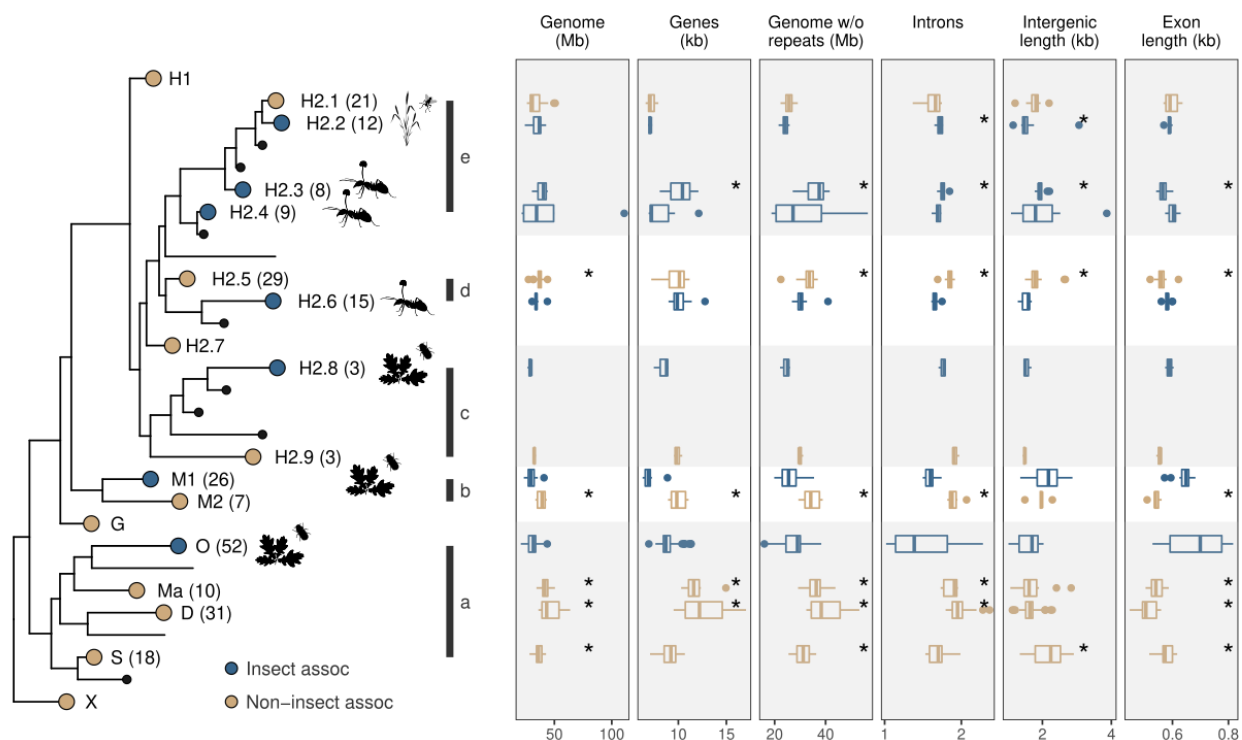 Genome
(Mb)
Genes
(kb)
Genome w/o
repeats (Mb)
Introns
Intergenic
length (kb)
Exon
length (kb)
H1
H2.1 (21)
H2.2 (12)
*
*
e
H2.3 (8)
*
*
*
*
*
H2.4 (9)
H2.5 (29)
*
*
*
*
*
d
H2.6 (15)
H2.7
H2.8 (3)
c
H2.9 (3)
M1 (26)
b
M2 (7)
*
*
*
*
*
G
O (52)
a
Ma (10)
*
*
*
*
*
D (31)
*
*
*
*
*
S (18)
*
*
*
*
Insect assoc
Non−insect assoc
X
50
100
10
15
20
40
1
2
2
4
0.6
0.8